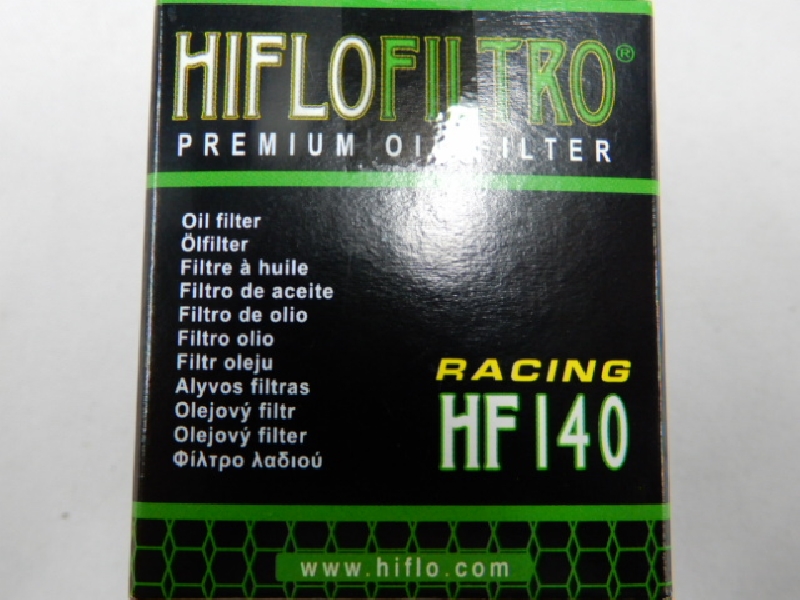 HIFLOFILTRO®
PREMIUM OIL FILTER
Oil filter
Ölfilter
Filtre à huile
Filtro de aceite
Filtro de olio
Filtro olio
Filtr oleju
Alyvos filtras
Olejový filtr
Olejový filter
Φίλτρο λαδιού
RACING
HF140
www.hiflo.com